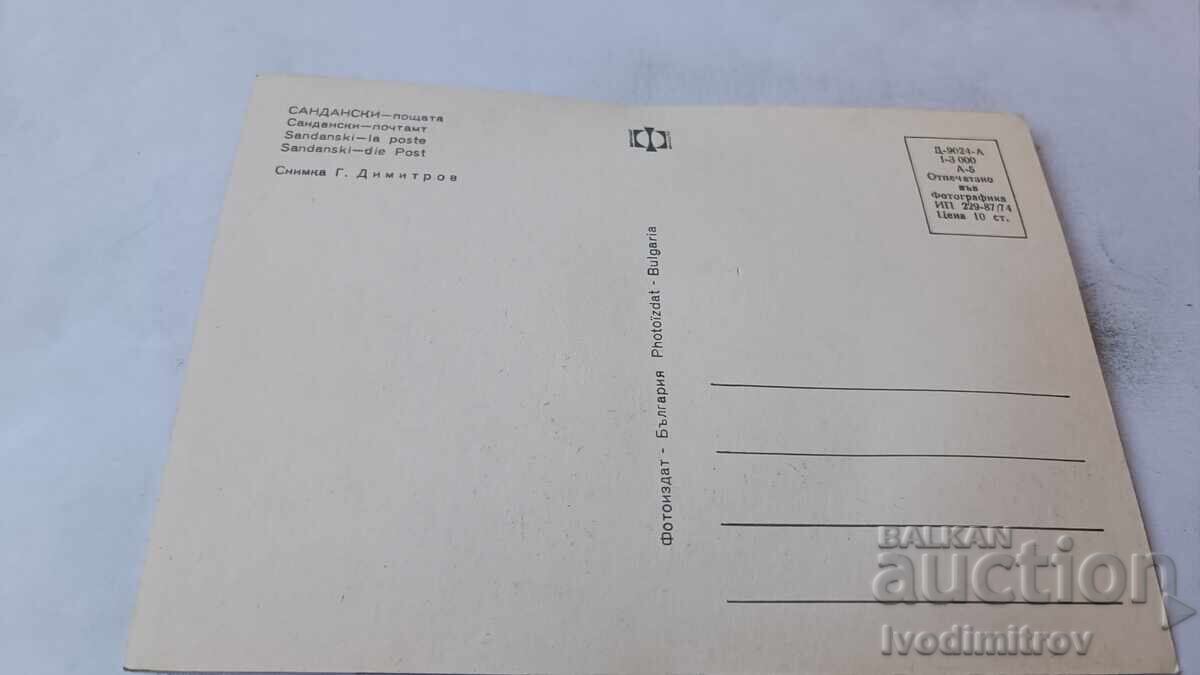 САНДАНСКИ—пощата
Сандански—почтамт
Sandanski—la poste
Sandanski—die Post
Снимка Г. Димитров
Фотоиздат - България Photoïzdat - Bulgaria
Д-9024-А
1-3 000
А-5
Отпечатано
във
Фотографика
ИП 229-87/74
Цена 10 ст.
BALKAN
auction
Ivodimitrov